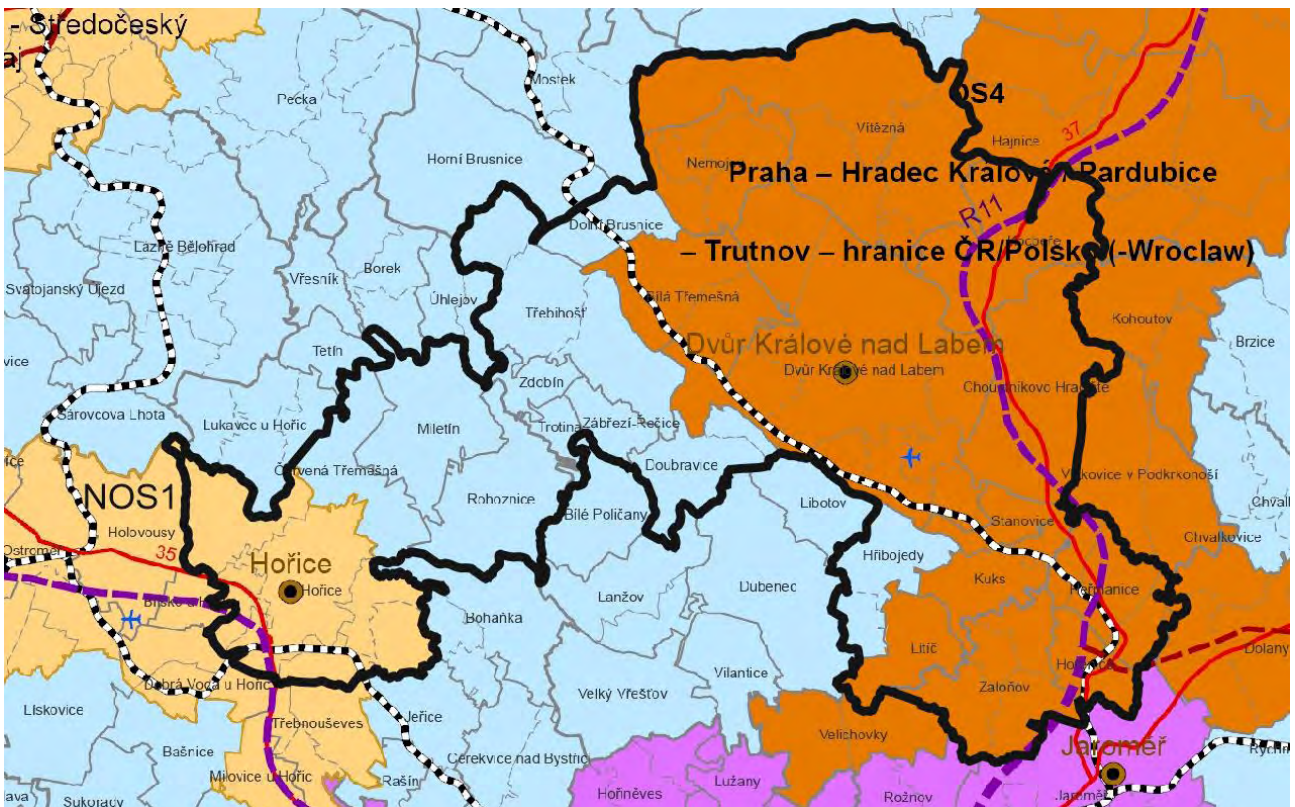 - Středočeský
aj
Mostek
Pecka
OS4
Vítězná
Hajnice
37
Horní Brusnice
Praha – Hradec Králové / Pardubice
R11
Dolní Brusnice
Lázně Bělohrad
Borek
– Trutnov – hranice ČR/Polsko (-Wroclaw)
Vřesník
Svatojanský Újezd
Úhlejov
Bílá Třemešná
Třebihošť
Kohoutov
Brzice
Tetín
Dvůr Králové nad Labem
Dvůr Králové nad Labem
Zdobín
Choustníkovo Hradiště
Šárovcova Lhota
Lukavec u Hořic
Miletín
Trotina
Zábřezí-Řečice
Doubravice
Červená Třemešná
Vlčkovice v Podkrkonoší
NOS1
Rohoznice
Libotov
Bílé Poličany
Stanovice
Holovousy
35
Ostroměř
Hřibojedy
Chvalkovice
Hořice
Hořice
Kuks
Dubenec
Heřmanice
Lanžov
Boháňka
Litíč
Vilantice
Dolany
Dobrá Voda u Hořic
Zaloňov
Velký Vřešťov
Lískovice
Jeřice
Třebnouševes
Velichovky
Bašnice
Jaroměř
Cerekvice nad Bystřicí
Milovice u Hořic
Rašín
Lužany
Hořiněves
Rožnov
Jaroměř
Sukorady